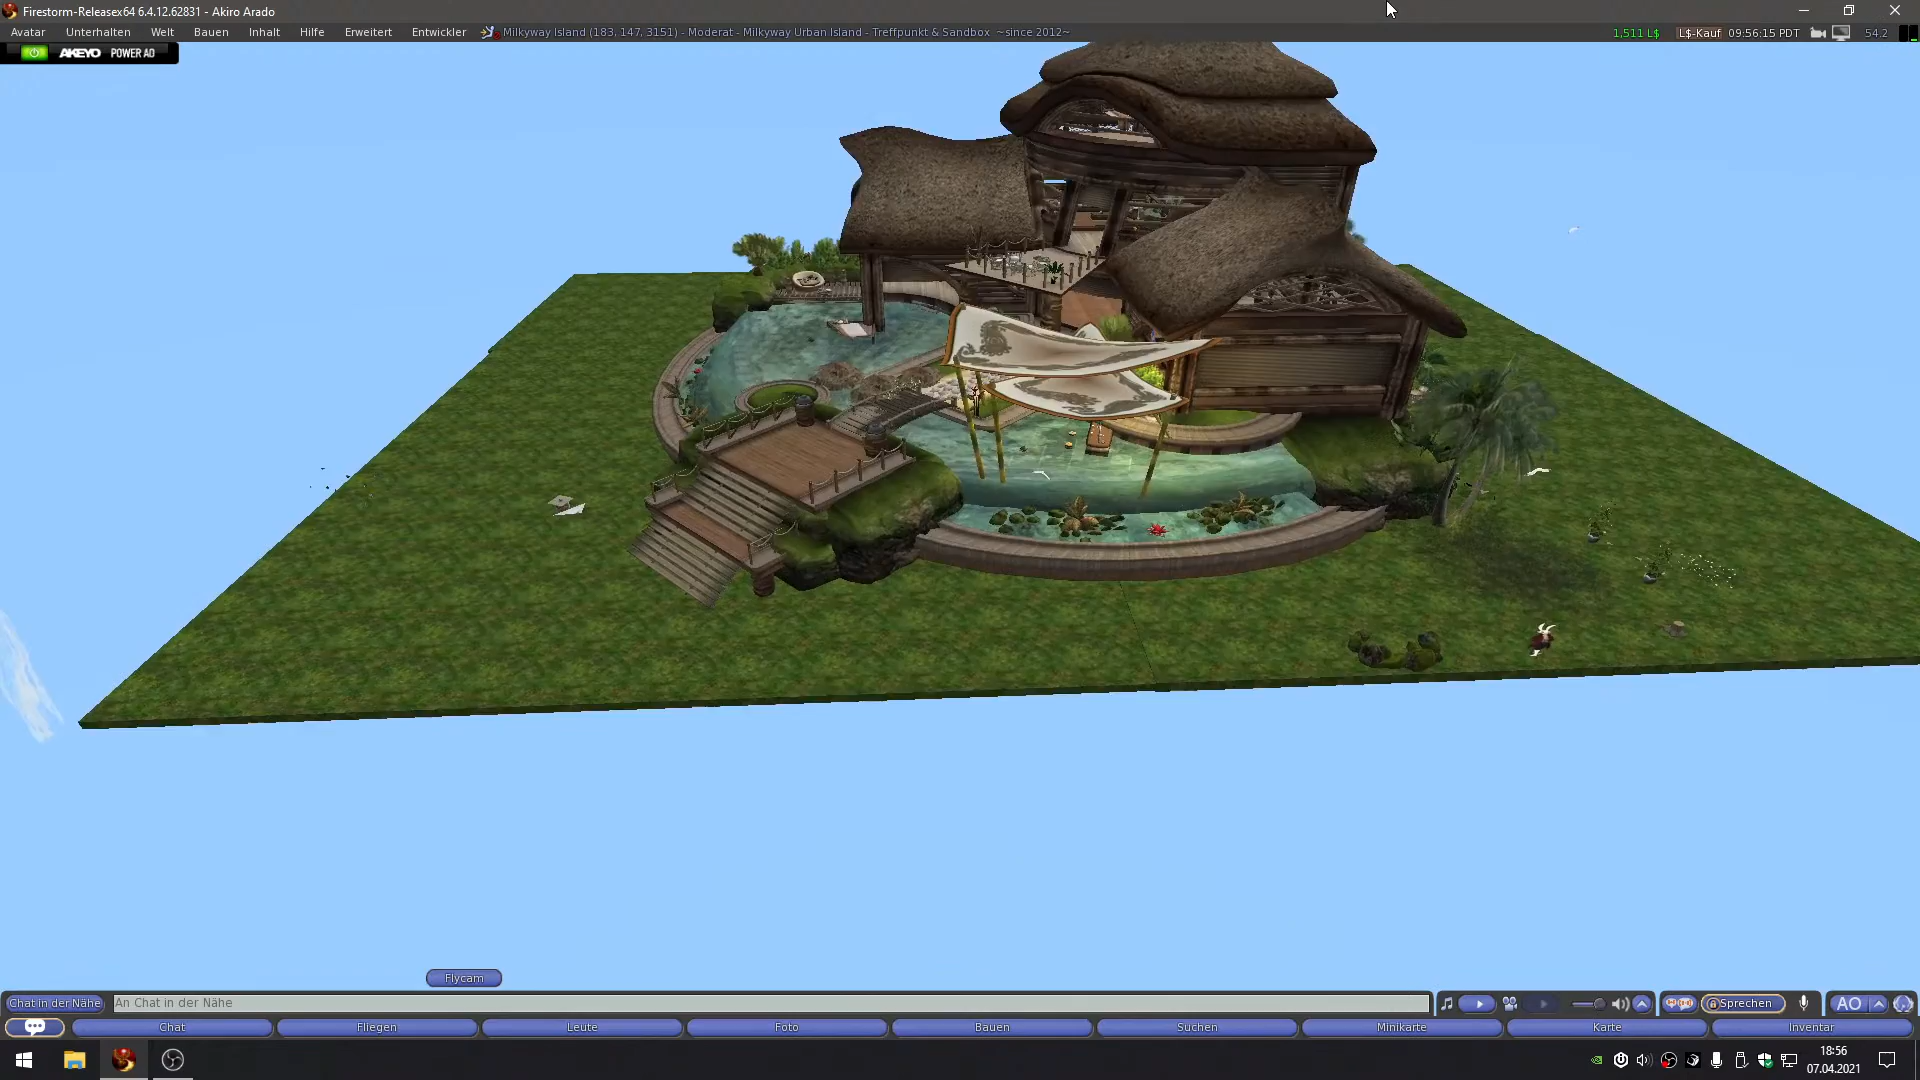 Firestorm-Releasex64 6.4.12.62831 - Akiro Arado
Avatar Unterhalten Welt Bauen Inhalt Hilfe Erweitert Entwickler Milkyway Island (183, 147, 3151) - Moderat - Milkyway Urban Island - Treffpunkt & Sandbox ~since 2012~ 1,511 L$ L$-Kauf 09:56:15 PDT 54.2
AKEYO POWER AO
Flycam
Chat in der Nähe An Chat in der Nähe Sprechen AO
Chat Fliegen Leute Foto Bauen Suchen Minikarte Karte Inventar
18:56
07.04.2021